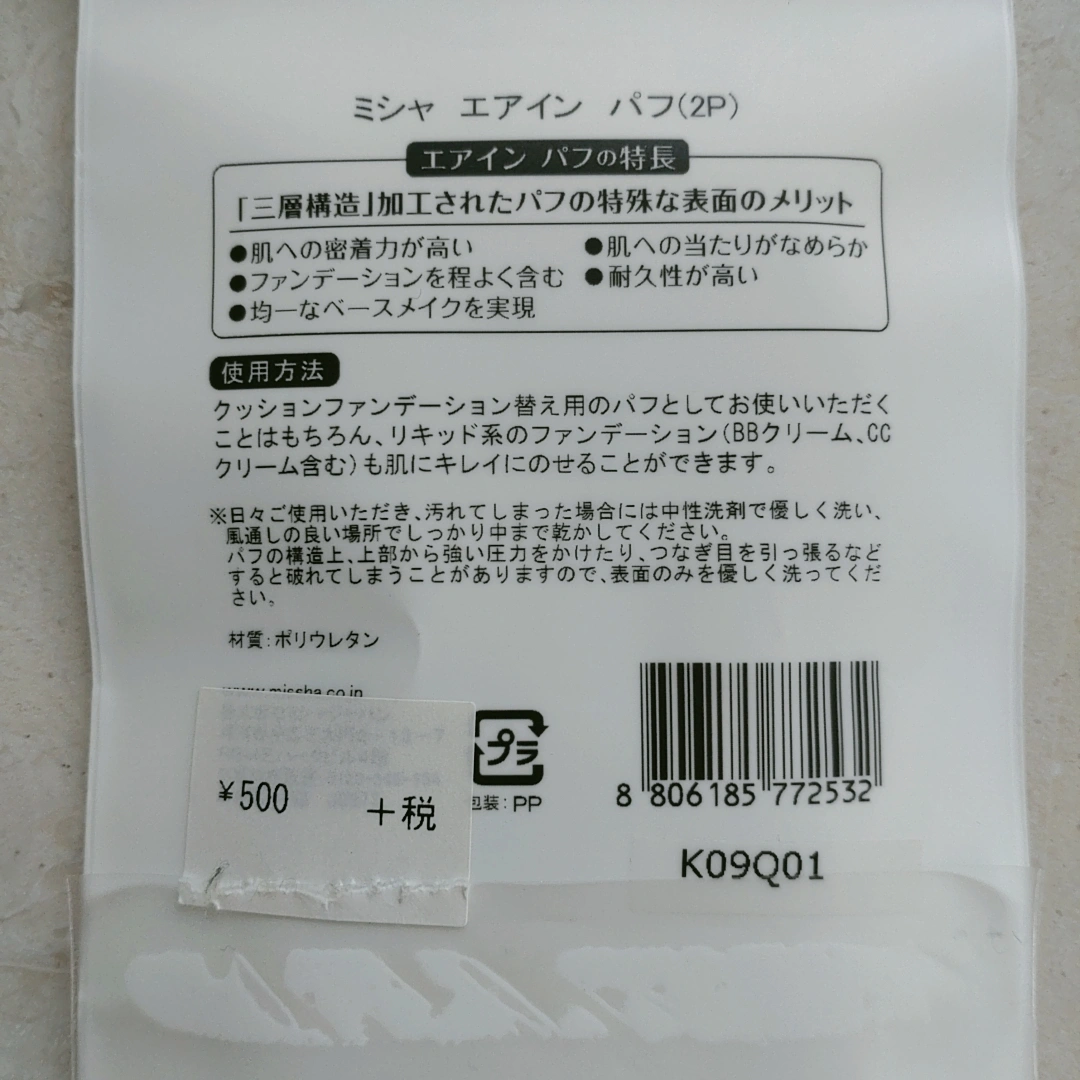 ミシャ エアイン パフ(2P)
エアイン パフの特長
「三層構造」加工されたパフの特殊な表面のメリット
●肌への密着力が高い ●肌への当たりがなめらか
●ファンデーションを程よく含む ●耐久性が高い
●均一なベースメイクを実現
使用方法
クッションファンデーション替え用のパフとしてお使いいただく
ことはもちろん、リキッド系のファンデーション(BBクリーム、CC
クリーム含む)も肌にキレイにのせることができます。
※日々ご使用いただき、汚れてしまった場合には中性洗剤で優しく洗い、
風通しの良い場所でしっかり中まで乾かしてください。
パフの構造上、上部から強い圧力をかけたり、つなぎ目を引っ張るなど
すると破れてしまうことがありますので、表面のみを優しく洗ってくだ
さい。
材質:ポリウレタン
www.missha.co.jp
プラ
包装:PP
¥500 +税
8 806185 772532
K09Q01